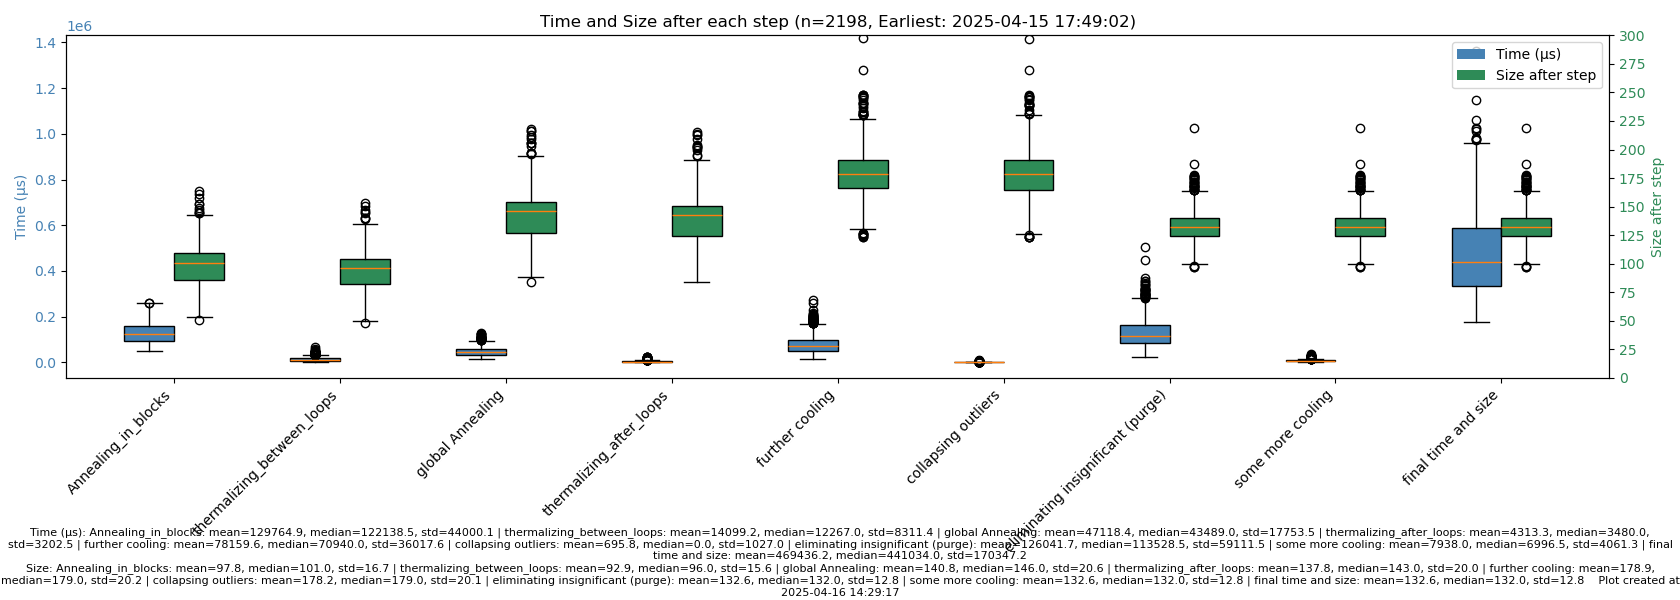 Time and Size after each step (n=2198, Earliest: 2025-04-15 17:49:02)
1e6
1.4
1.2
1.0
0.8
0.6
0.4
0.2
0.0
Time (µs)
300
275
250
225
200
175
150
125
100
75
50
25
0
Size after step
Time (µs)
Size after step
Annealing_in_blocks
thermalizing_between_loops
global Annealing
thermalizing_after_loops
further cooling
collapsing outliers
eliminating insignificant (purge)
some more cooling
final time and size
Time (µs): Annealing_in_blocks: mean=129764.9, median=122138.5, std=44000.1 | thermalizing_between_loops: mean=14099.2, median=12267.0, std=8311.4 | global Annealing: mean=47118.4, median=43489.0, std=17753.5 | thermalizing_after_loops: mean=4313.3, median=3480.0,
std=3202.5 | further cooling: mean=78159.6, median=70940.0, std=36017.6 | collapsing outliers: mean=695.8, median=0.0, std=1027.0 | eliminating insignificant (purge): mean=126041.7, median=113528.5, std=59111.5 | some more cooling: mean=7938.0, median=6996.5, std=4061.3 | final
time and size: mean=469436.2, median=441034.0, std=170347.2
Size: Annealing_in_blocks: mean=97.8, median=101.0, std=16.7 | thermalizing_between_loops: mean=92.9, median=96.0, std=15.6 | global Annealing: mean=140.8, median=146.0, std=20.6 | thermalizing_after_loops: mean=137.8, median=143.0, std=20.0 | further cooling: mean=178.9,
median=179.0, std=20.2 | collapsing outliers: mean=178.2, median=179.0, std=20.1 | eliminating insignificant (purge): mean=132.6, median=132.0, std=12.8 | some more cooling: mean=132.6, median=132.0, std=12.8 | final time and size: mean=132.6, median=132.0, std=12.8 Plot created at
2025-04-16 14:29:17